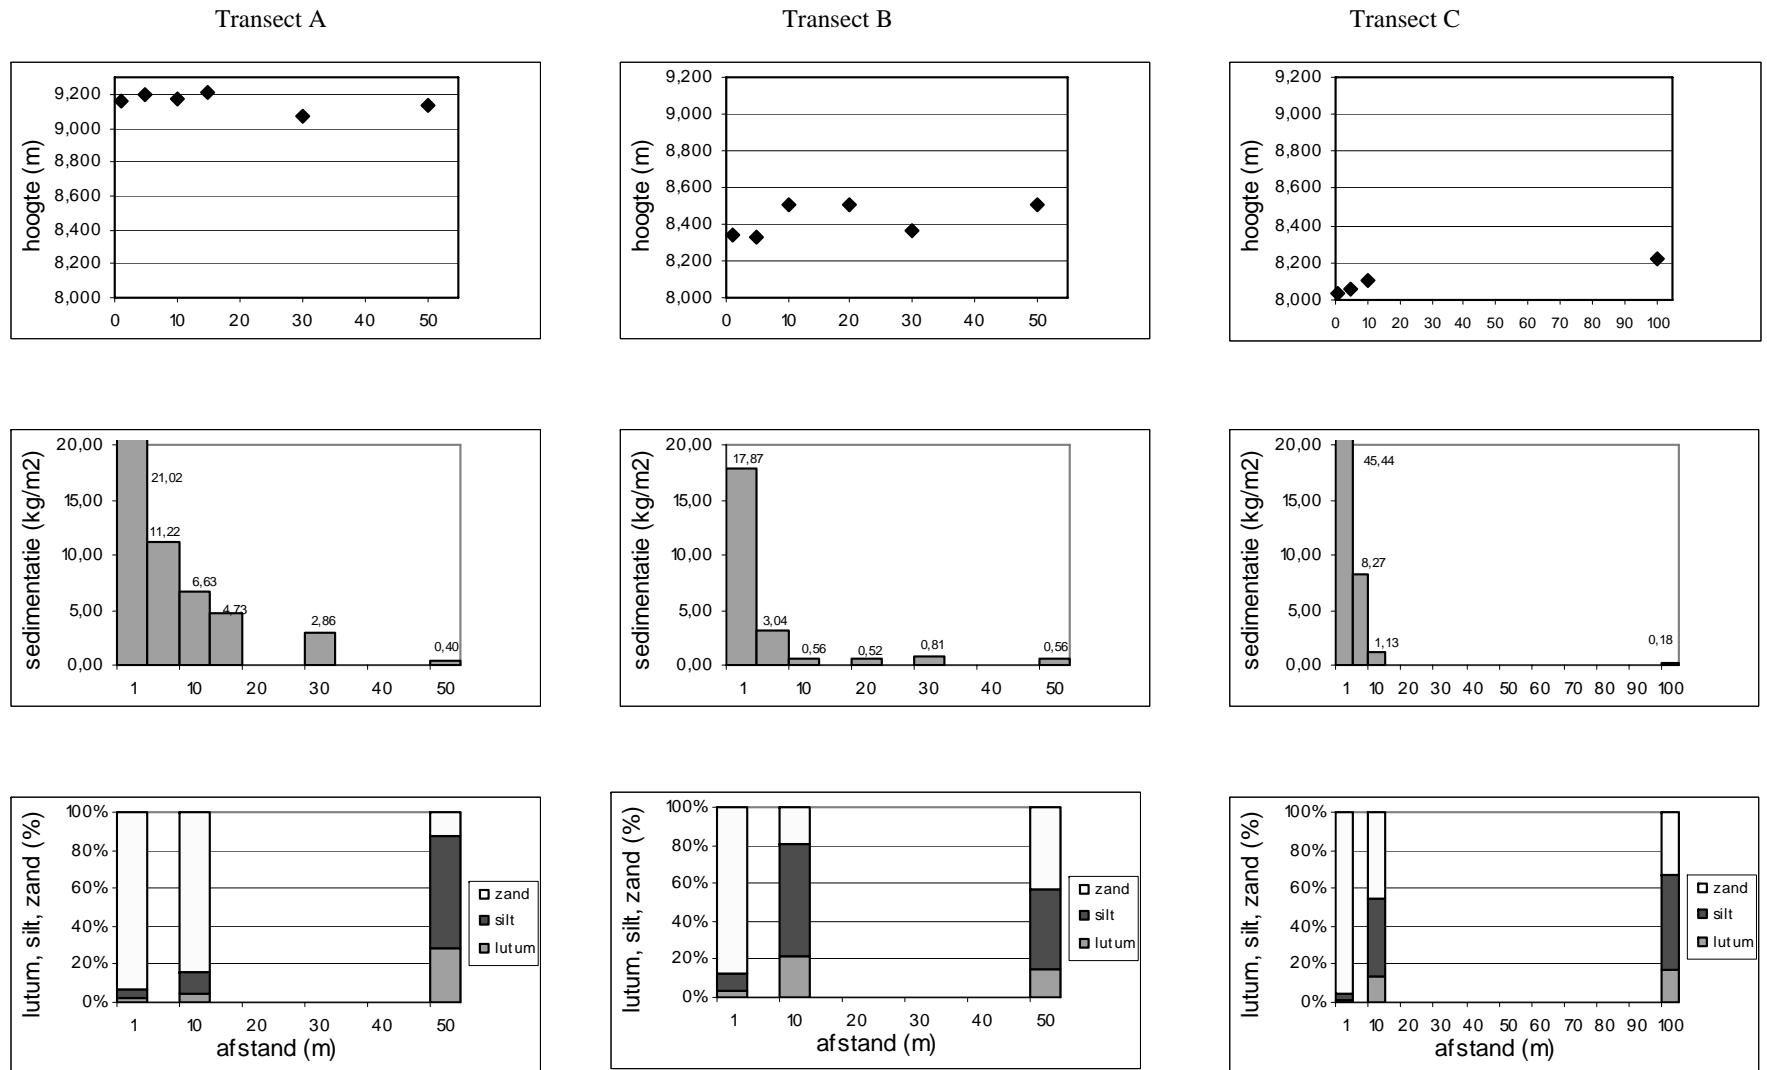 Transect A
Transect B
Transect C
hoogte (m)
9,200
9,000
8,800
8,600
8,400
8,200
8,000
0 10 20 30 40 50
hoogte (m)
9,200
9,000
8,800
8,600
8,400
8,200
8,000
0 10 20 30 40 50
hoogte (m)
9,200
9,000
8,800
8,600
8,400
8,200
8,000
0 10 20 30 40 50 60 70 80 90 100
sedimentatie (kg/m2)
20,00
15,00
10,00
5,00
0,00
21,02
11,22
6,63
4,73
2,86
0,40
1 10 20 30 40 50
sedimentatie (kg/m2)
20,00
15,00
10,00
5,00
0,00
17,87
3,04
0,56
0,52
0,81
0,56
1 10 20 30 40 50
sedimentatie (kg/m2)
20,00
15,00
10,00
5,00
0,00
45,44
8,27
1,13
0,18
1 10 20 30 40 50 60 70 80 90 100
lutum, silt, zand (%)
100%
80%
60%
40%
20%
0%
zand
silt
lutum
1 10 20 30 40 50
afstand (m)
lutum, silt, zand (%)
100%
80%
60%
40%
20%
0%
zand
silt
lutum
1 10 20 30 40 50
afstand (m)
lutum, silt, zand (%)
100%
80%
60%
40%
20%
0%
zand
silt
lutum
1 10 20 30 40 50 60 70 80 90 100
afstand (m)